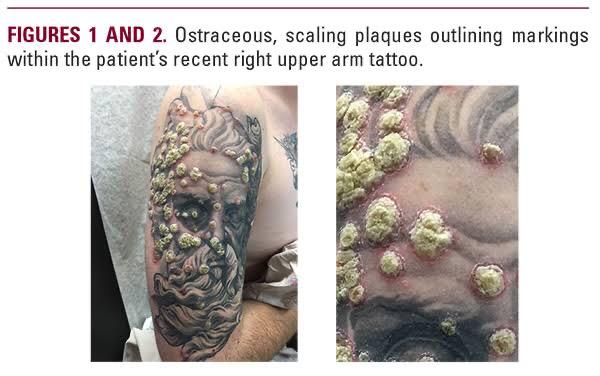 FIGURES 1 AND 2. Ostraceous, scaling plaques outlining markings
within the patient's recent right upper arm tattoo.